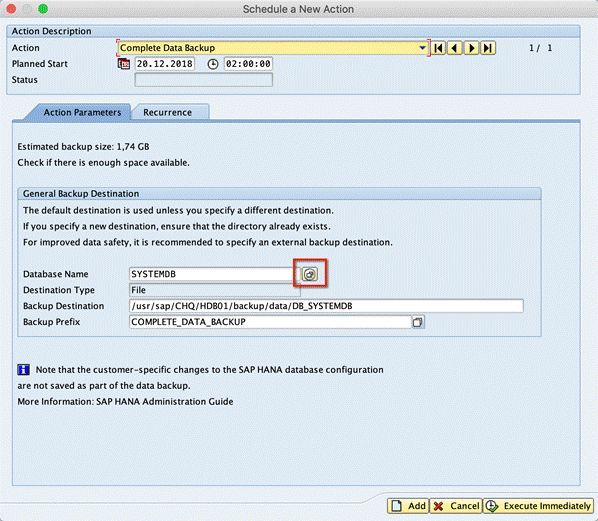 Schedule a New Action
Action Description
Action Complete Data Backup 1 / 1
Planned Start 20.12.2018 02:00:00
Status
Action Parameters Recurrence
Estimated backup size: 1,74 GB
Check if there is enough space available.
General Backup Destination
The default destination is used unless you specify a different destination.
If you specify a new destination, ensure that the directory already exists.
For improved data safety, it is recommended to specify an external backup destination.
Database Name SYSTEMDB
Destination Type File
Backup Destination /usr/sap/CHQ/HDB01/backup/data/DB_SYSTEMDB
Backup Prefix COMPLETE_DATA_BACKUP
Note that the customer-specific changes to the SAP HANA database configuration
are not saved as part of the data backup.
More Information: SAP HANA Administration Guide
Add Cancel Execute Immediately